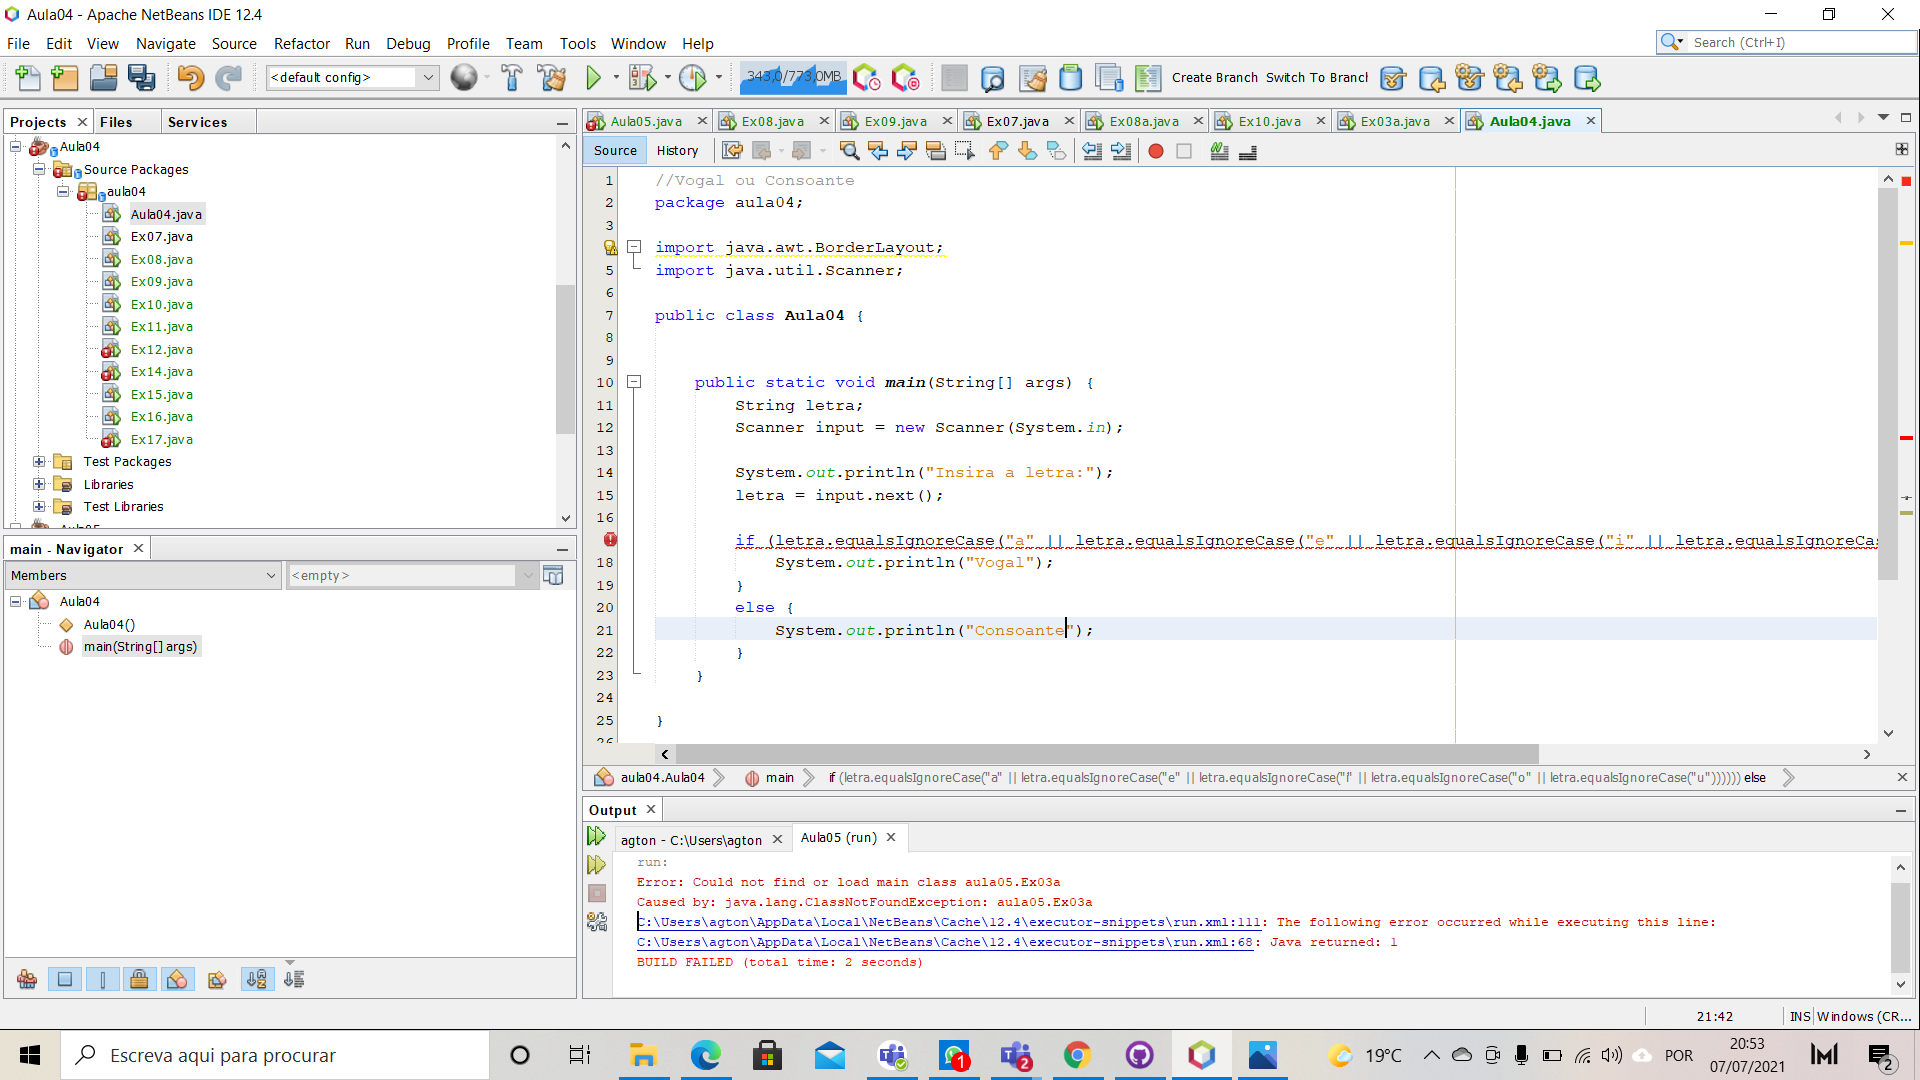 Aula04 - Apache NetBeans IDE 12.4
File Edit View Navigate Source Refactor Run Debug Profile Team Tools Window Help
Search (Ctrl+I)
<default config>
343,0/773,0MB
Create Branch Switch To Branch
Projects Files Services
Aula04
Source Packages
aula04
Aula04.java
Ex07.java
Ex08.java
Ex09.java
Ex10.java
Ex11.java
Ex12.java
Ex14.java
Ex15.java
Ex16.java
Ex17.java
Test Packages
Libraries
Test Libraries
main - Navigator
Members
<empty>
Aula04
Aula04()
main(String[] args)
Aula05.java Ex08.java Ex09.java Ex07.java Ex08a.java Ex10.java Ex03a.java Aula04.java
Source History
1 //Vogal ou Consoante
2 package aula04;
3
import java.awt.BorderLayout;
5 import java.util.Scanner;
6
7 public class Aula04 {
8
9
10 public static void main(String[] args) {
11 String letra;
12 Scanner input = new Scanner(System.in);
13
14 System.out.println("Insira a letra:");
15 letra = input.next();
16
if (letra.equalsIgnoreCase("a" || letra.equalsIgnoreCase("e" || letra.equalsIgnoreCase("i" || letra.equalsIgnoreCa
18 System.out.println("Vogal");
19 }
20 else {
21 System.out.println("Consoante");
22 }
23 }
24
25 }
aula04.Aula04 main if (letra.equalsIgnoreCase("a" || letra.equalsIgnoreCase("e" || letra.equalsIgnoreCase("i" || letra.equalsIgnoreCase("o" || letra.equalsIgnoreCase("u")))))) else
Output
agton - C:\Users\agton Aula05 (run)
run:
Error: Could not find or load main class aula05.Ex03a
Caused by: java.lang.ClassNotFoundException: aula05.Ex03a
C:\Users\agton\AppData\Local\NetBeans\Cache\12.4\executor-snippets\run.xml:111: The following error occurred while executing this line:
C:\Users\agton\AppData\Local\NetBeans\Cache\12.4\executor-snippets\run.xml:68: Java returned: 1
BUILD FAILED (total time: 2 seconds)
21:42 INS Windows (CR...
Escreva aqui para procurar
1
2
19°C
POR
20:53
07/07/2021
2